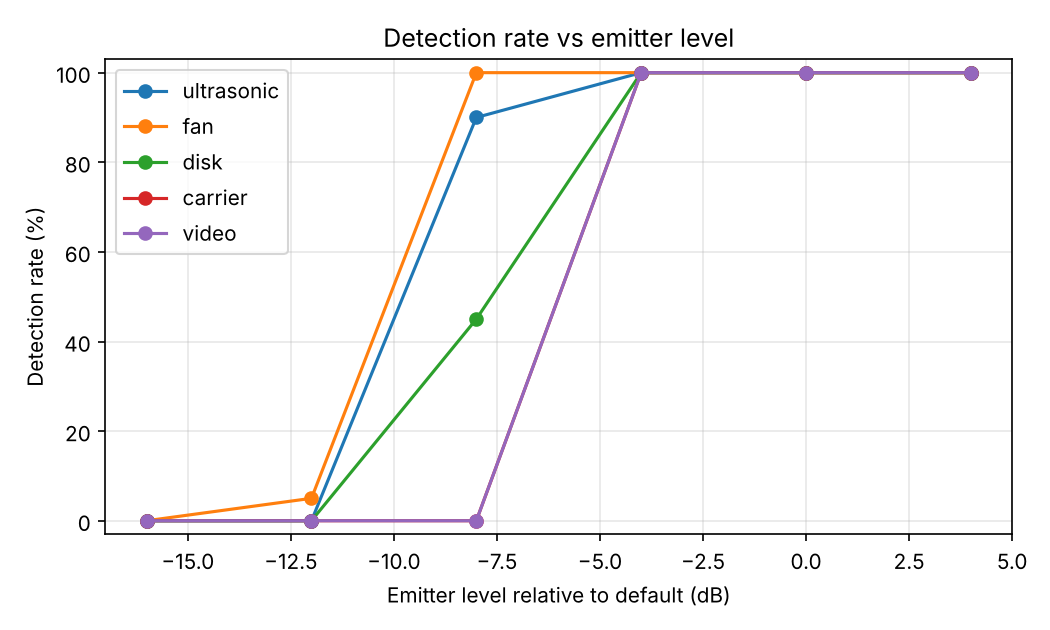 Detection rate vs emitter level
ultrasonic
fan
disk
carrier
video
Detection rate (%)
100
80
60
40
20
0
−15.0 −12.5 −10.0 −7.5 −5.0 −2.5 0.0 2.5 5.0
Emitter level relative to default (dB)